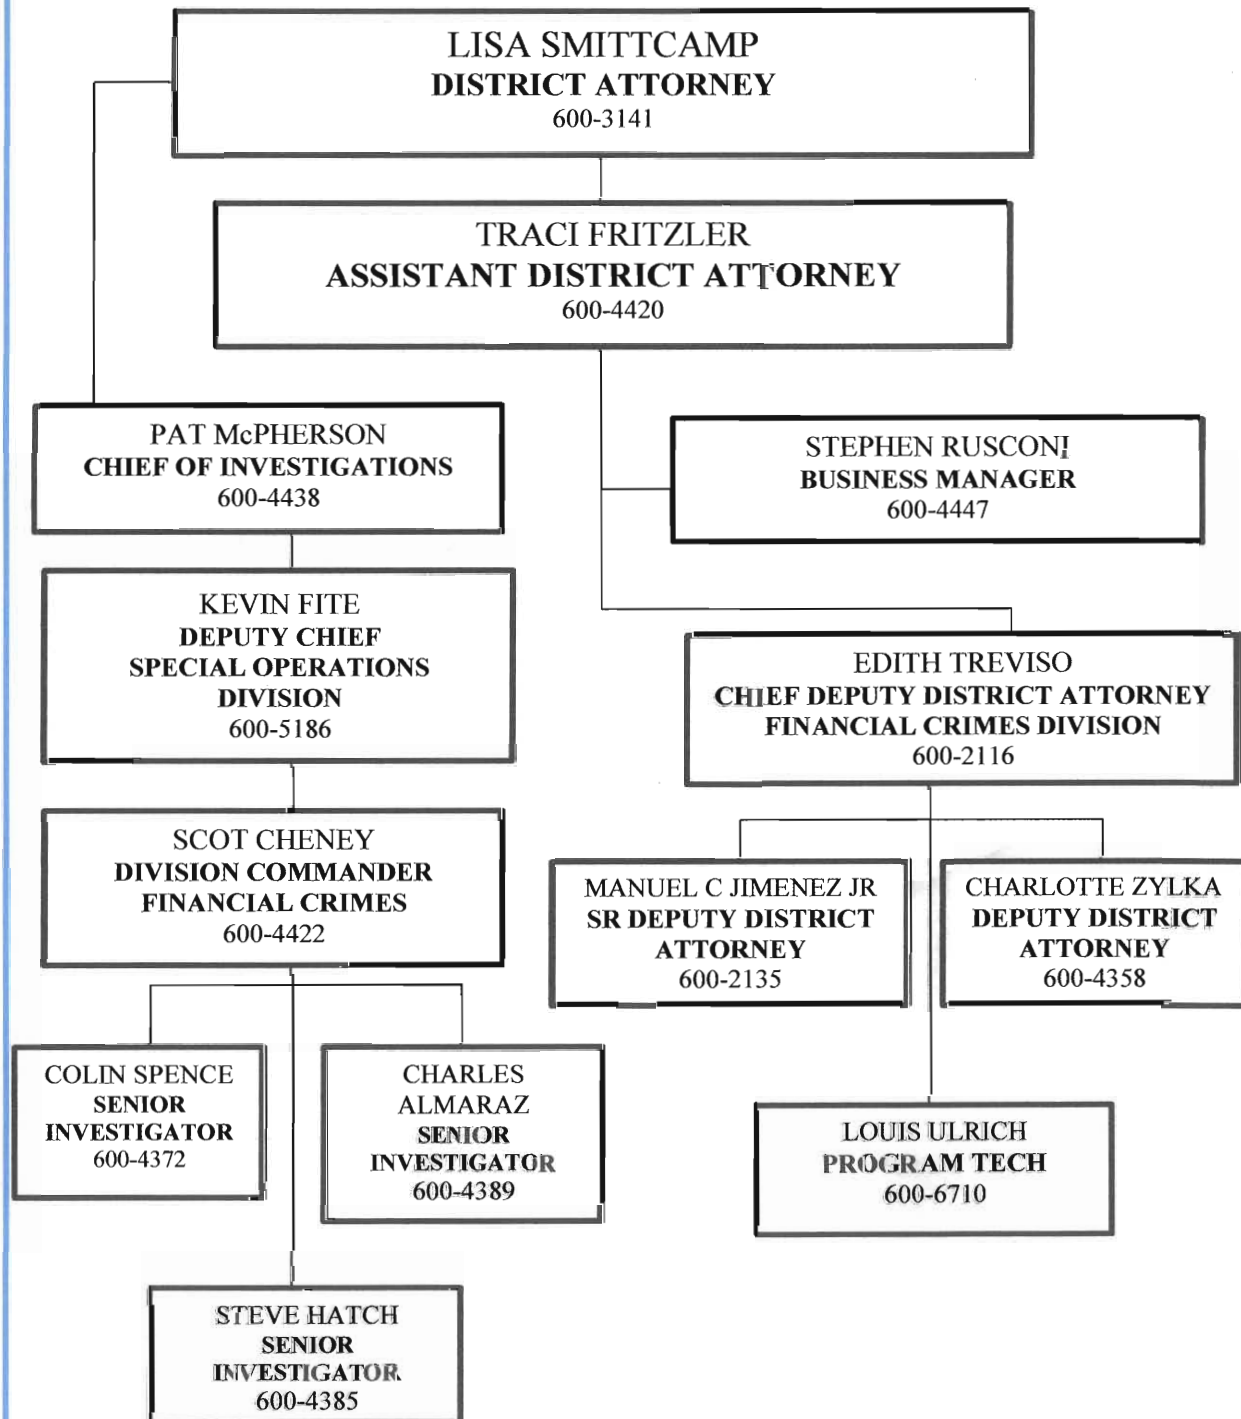 LISA SMITTCAMP
DISTRICT ATTORNEY
600-3141
TRACI FRITZLER
ASSISTANT DISTRICT ATTORNEY
600-4420
PAT McPHERSON
CHIEF OF INVESTIGATIONS
600-4438
STEPHEN RUSCONI
BUSINESS MANAGER
600-4447
KEVIN FITE
DEPUTY CHIEF
SPECIAL OPERATIONS
DIVISION
600-5186
EDITH TREVISO
CHIEF DEPUTY DISTRICT ATTORNEY
FINANCIAL CRIMES DIVISION
600-2116
SCOT CHENEY
DIVISION COMMANDER
FINANCIAL CRIMES
600-4422
MANUEL C JIMENEZ JR
SR DEPUTY DISTRICT
ATTORNEY
600-2135
CHARLOTTE ZYLKA
DEPUTY DISTRICT
ATTORNEY
600-4358
COLIN SPENCE
SENIOR
INVESTIGATOR
600-4372
CHARLES
ALMARAZ
SENIOR
INVESTIGATOR
600-4389
LOUIS ULRICH
PROGRAM TECH
600-6710
STEVE HATCH
SENIOR
INVESTIGATOR
600-4385